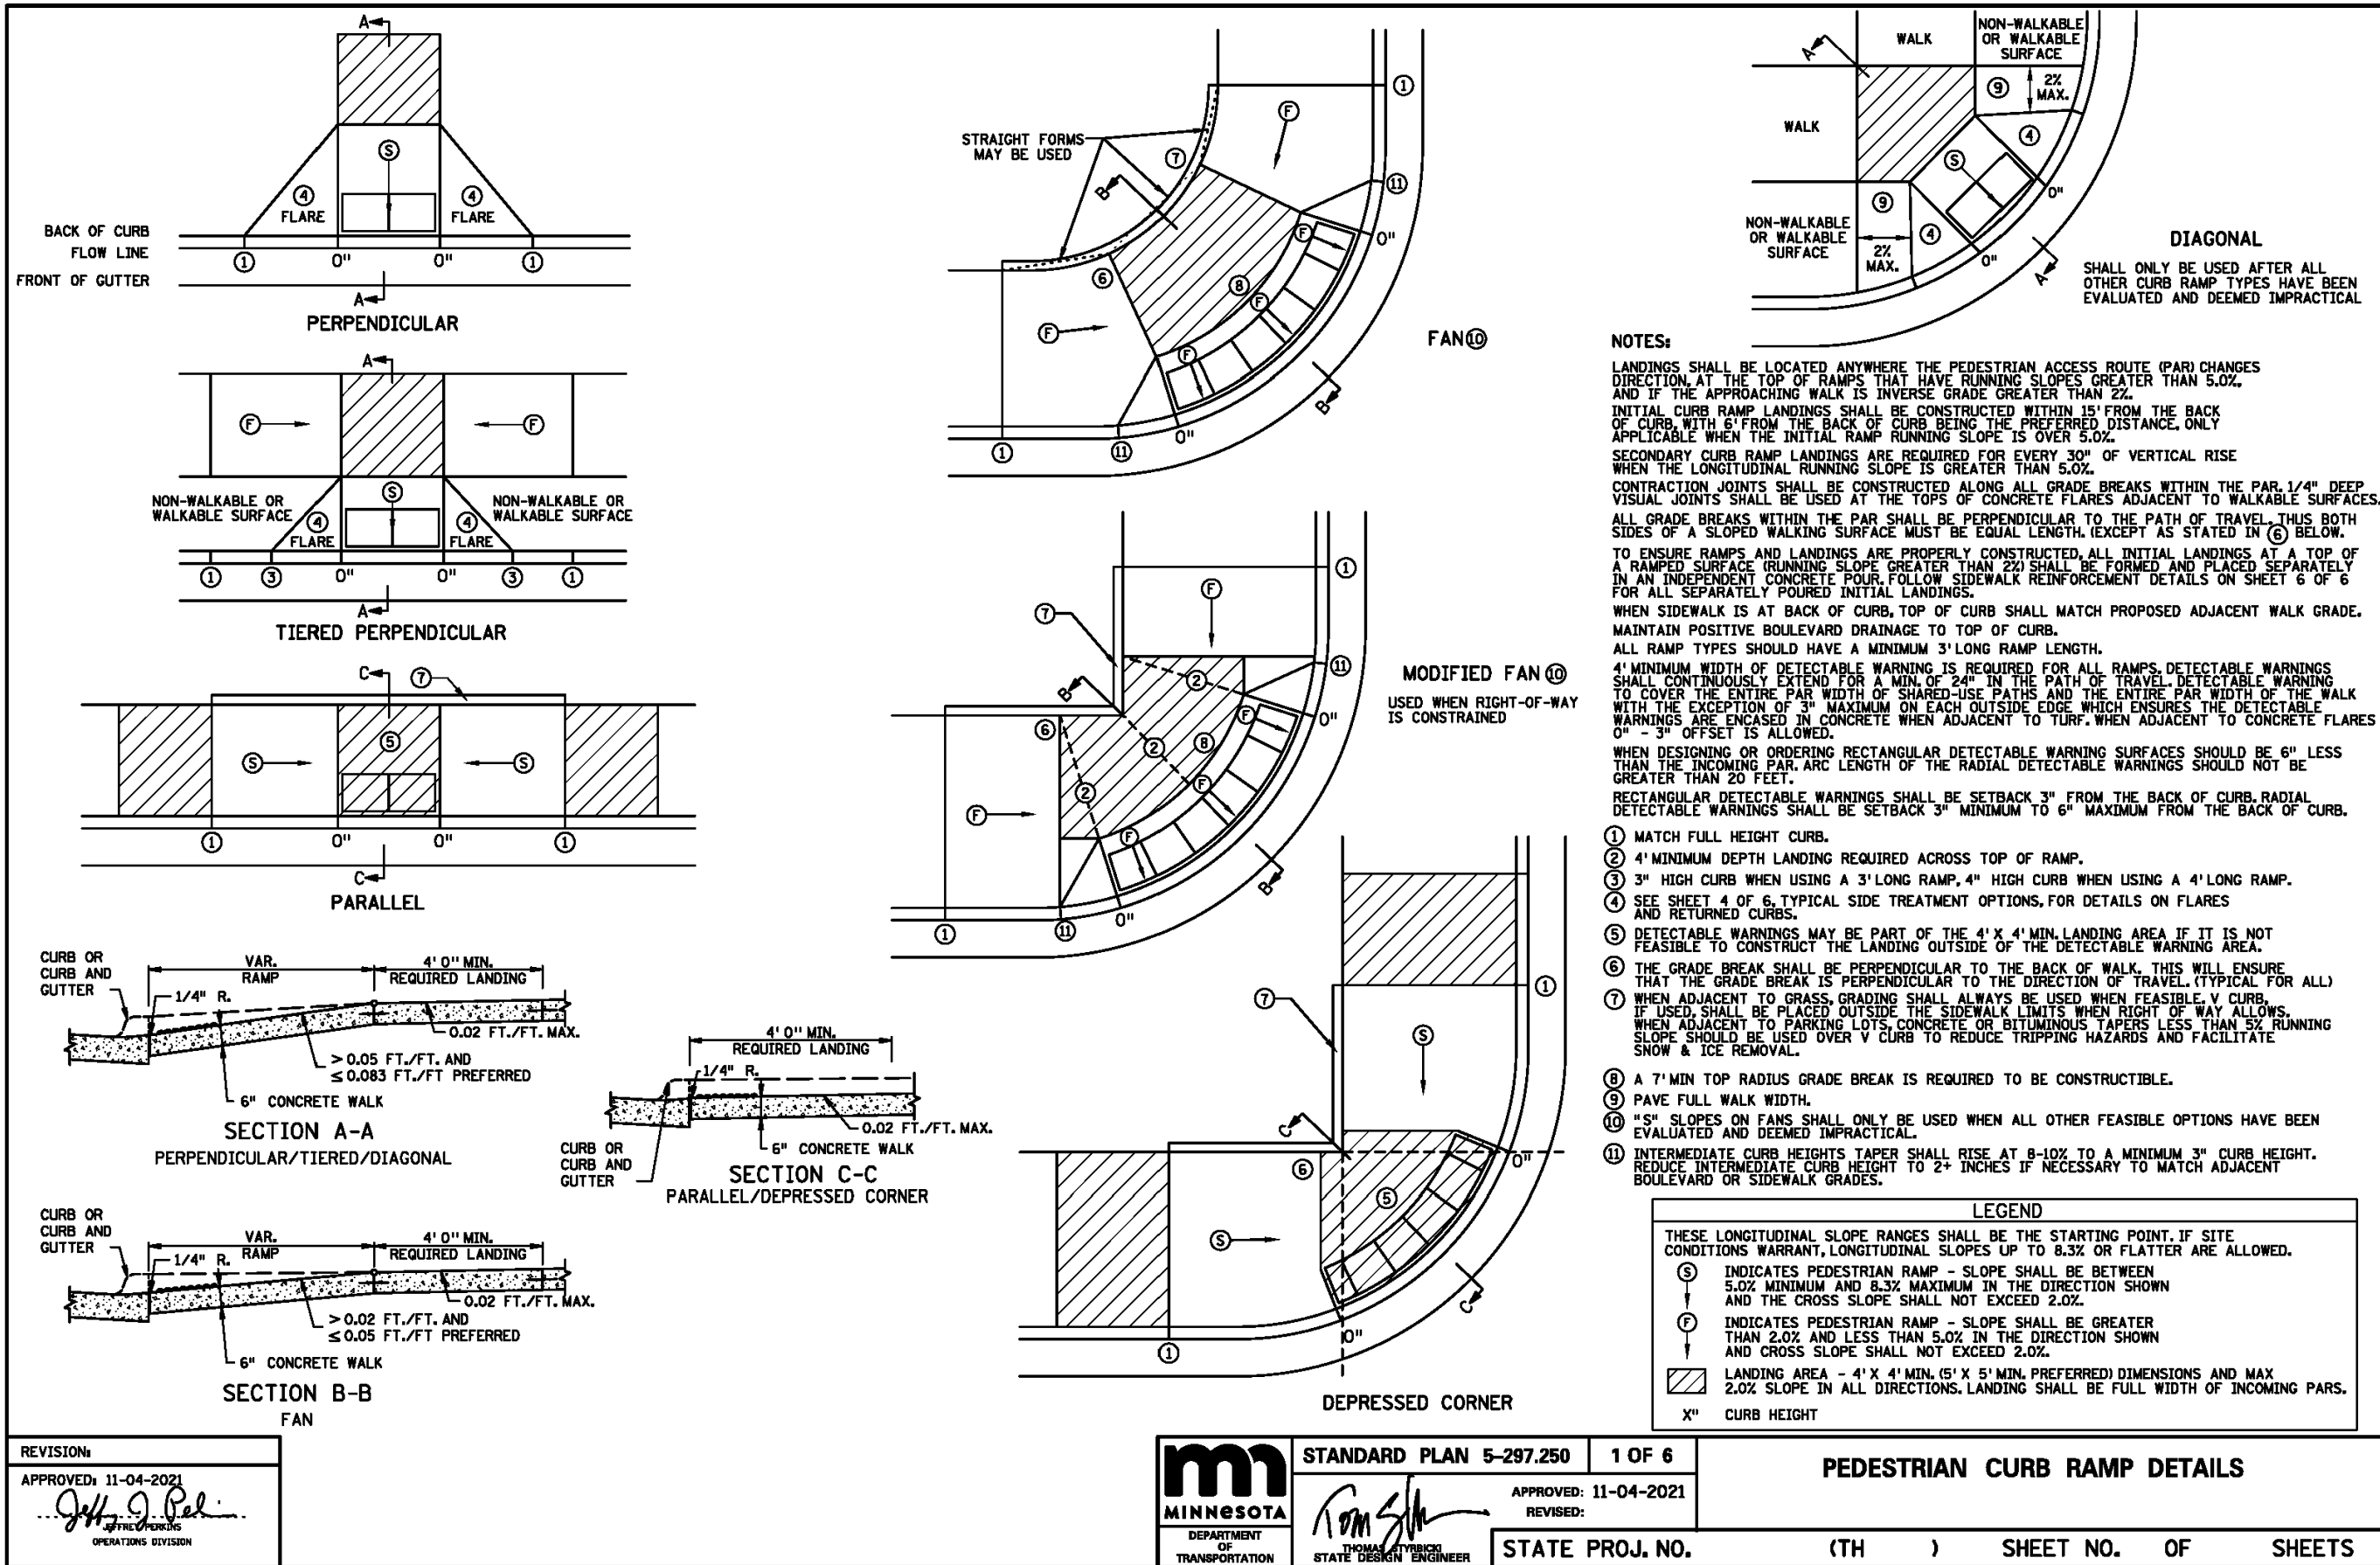 A
S
4
FLARE
4
FLARE
BACK OF CURB
FLOW LINE
FRONT OF GUTTER
1
0"
0"
1
A
PERPENDICULAR
A
F
F
NON-WALKABLE OR
WALKABLE SURFACE
S
NON-WALKABLE OR
WALKABLE SURFACE
4
FLARE
4
FLARE
1
3
0"
0"
3
1
A
TIERED PERPENDICULAR
C
7
S
5
S
1
0"
0"
1
C
PARALLEL
CURB OR
CURB AND
GUTTER
VAR.
RAMP
4' 0" MIN.
REQUIRED LANDING
1/4" R.
0.02 FT./FT. MAX.
> 0.05 FT./FT. AND
≤ 0.083 FT./FT PREFERRED
6" CONCRETE WALK
SECTION A-A
PERPENDICULAR/TIERED/DIAGONAL
4' 0" MIN.
REQUIRED LANDING
1/4" R.
0.02 FT./FT. MAX.
CURB OR
CURB AND
GUTTER
6" CONCRETE WALK
SECTION C-C
PARALLEL/DEPRESSED CORNER
CURB OR
CURB AND
GUTTER
VAR.
RAMP
4' 0" MIN.
REQUIRED LANDING
1/4" R.
0.02 FT./FT. MAX.
> 0.02 FT./FT. AND
≤ 0.05 FT./FT PREFERRED
6" CONCRETE WALK
SECTION B-B
FAN
STRAIGHT FORMS
MAY BE USED
1
F
7
B
11
F
0"
6
8
F
F
F
B
1
11
0"
FAN 10
1
F
7
11
B
2
MODIFIED FAN 10
USED WHEN RIGHT-OF-WAY
IS CONSTRAINED
6
2
8
F
0"
F
2
F
F
B
1
11
0"
1
7
S
C
6
0"
5
S
C
0"
1
DEPRESSED CORNER
A
WALK
NON-WALKABLE
OR WALKABLE
SURFACE
9
2%
MAX.
WALK
4
S
0"
9
NON-WALKABLE
OR WALKABLE
SURFACE
2%
MAX.
4
0"
A
DIAGONAL
SHALL ONLY BE USED AFTER ALL
OTHER CURB RAMP TYPES HAVE BEEN
EVALUATED AND DEEMED IMPRACTICAL
NOTES:
LANDINGS SHALL BE LOCATED ANYWHERE THE PEDESTRIAN ACCESS ROUTE (PAR) CHANGES
DIRECTION, AT THE TOP OF RAMPS THAT HAVE RUNNING SLOPES GREATER THAN 5.0%,
AND IF THE APPROACHING WALK IS INVERSE GRADE GREATER THAN 2%.
INITIAL CURB RAMP LANDINGS SHALL BE CONSTRUCTED WITHIN 15' FROM THE BACK
OF CURB, WITH 6' FROM THE BACK OF CURB BEING THE PREFERRED DISTANCE, ONLY
APPLICABLE WHEN THE INITIAL RAMP RUNNING SLOPE IS OVER 5.0%.
SECONDARY CURB RAMP LANDINGS ARE REQUIRED FOR EVERY 30" OF VERTICAL RISE
WHEN THE LONGITUDINAL RUNNING SLOPE IS GREATER THAN 5.0%.
CONTRACTION JOINTS SHALL BE CONSTRUCTED ALONG ALL GRADE BREAKS WITHIN THE PAR. 1/4" DEEP
VISUAL JOINTS SHALL BE USED AT THE TOPS OF CONCRETE FLARES ADJACENT TO WALKABLE SURFACES.
ALL GRADE BREAKS WITHIN THE PAR SHALL BE PERPENDICULAR TO THE PATH OF TRAVEL. THUS BOTH
SIDES OF A SLOPED WALKING SURFACE MUST BE EQUAL LENGTH. (EXCEPT AS STATED IN 6 BELOW.
TO ENSURE RAMPS AND LANDINGS ARE PROPERLY CONSTRUCTED, ALL INITIAL LANDINGS AT A TOP OF
A RAMPED SURFACE (RUNNING SLOPE GREATER THAN 2%) SHALL BE FORMED AND PLACED SEPARATELY
IN AN INDEPENDENT CONCRETE POUR. FOLLOW SIDEWALK REINFORCEMENT DETAILS ON SHEET 6 OF 6
FOR ALL SEPARATELY POURED INITIAL LANDINGS.
WHEN SIDEWALK IS AT BACK OF CURB, TOP OF CURB SHALL MATCH PROPOSED ADJACENT WALK GRADE.
MAINTAIN POSITIVE BOULEVARD DRAINAGE TO TOP OF CURB.
ALL RAMP TYPES SHOULD HAVE A MINIMUM 3' LONG RAMP LENGTH.
4' MINIMUM WIDTH OF DETECTABLE WARNING IS REQUIRED FOR ALL RAMPS. DETECTABLE WARNINGS
SHALL CONTINUOUSLY EXTEND FOR A MIN. OF 24" IN THE PATH OF TRAVEL. DETECTABLE WARNING
TO COVER THE ENTIRE PAR WIDTH OF SHARED-USE PATHS AND THE ENTIRE PAR WIDTH OF THE WALK
WITH THE EXCEPTION OF 3" MAXIMUM ON EACH OUTSIDE EDGE WHICH ENSURES THE DETECTABLE
WARNINGS ARE ENCASED IN CONCRETE WHEN ADJACENT TO TURF. WHEN ADJACENT TO CONCRETE FLARES
0" - 3" OFFSET IS ALLOWED.
WHEN DESIGNING OR ORDERING RECTANGULAR DETECTABLE WARNING SURFACES SHOULD BE 6" LESS
THAN THE INCOMING PAR. ARC LENGTH OF THE RADIAL DETECTABLE WARNINGS SHOULD NOT BE
GREATER THAN 20 FEET.
RECTANGULAR DETECTABLE WARNINGS SHALL BE SETBACK 3" FROM THE BACK OF CURB. RADIAL
DETECTABLE WARNINGS SHALL BE SETBACK 3" MINIMUM TO 6" MAXIMUM FROM THE BACK OF CURB.
1 MATCH FULL HEIGHT CURB.
2 4' MINIMUM DEPTH LANDING REQUIRED ACROSS TOP OF RAMP.
3 3" HIGH CURB WHEN USING A 3' LONG RAMP, 4" HIGH CURB WHEN USING A 4' LONG RAMP.
4 SEE SHEET 4 OF 6, TYPICAL SIDE TREATMENT OPTIONS, FOR DETAILS ON FLARES
AND RETURNED CURBS.
5 DETECTABLE WARNINGS MAY BE PART OF THE 4' X 4' MIN. LANDING AREA IF IT IS NOT
FEASIBLE TO CONSTRUCT THE LANDING OUTSIDE OF THE DETECTABLE WARNING AREA.
6 THE GRADE BREAK SHALL BE PERPENDICULAR TO THE BACK OF WALK. THIS WILL ENSURE
THAT THE GRADE BREAK IS PERPENDICULAR TO THE DIRECTION OF TRAVEL. (TYPICAL FOR ALL)
7 WHEN ADJACENT TO GRASS, GRADING SHALL ALWAYS BE USED WHEN FEASIBLE. V CURB,
IF USED, SHALL BE PLACED OUTSIDE THE SIDEWALK LIMITS WHEN RIGHT OF WAY ALLOWS.
WHEN ADJACENT TO PARKING LOTS, CONCRETE OR BITUMINOUS TAPERS LESS THAN 5% RUNNING
SLOPE SHOULD BE USED OVER V CURB TO REDUCE TRIPPING HAZARDS AND FACILITATE
SNOW & ICE REMOVAL.
8 A 7' MIN TOP RADIUS GRADE BREAK IS REQUIRED TO BE CONSTRUCTIBLE.
9 PAVE FULL WALK WIDTH.
10 "S" SLOPES ON FANS SHALL ONLY BE USED WHEN ALL OTHER FEASIBLE OPTIONS HAVE BEEN
EVALUATED AND DEEMED IMPRACTICAL.
11 INTERMEDIATE CURB HEIGHTS TAPER SHALL RISE AT 8-10% TO A MINIMUM 3" CURB HEIGHT.
REDUCE INTERMEDIATE CURB HEIGHT TO 2+ INCHES IF NECESSARY TO MATCH ADJACENT
BOULEVARD OR SIDEWALK GRADES.
LEGEND
THESE LONGITUDINAL SLOPE RANGES SHALL BE THE STARTING POINT. IF SITE
CONDITIONS WARRANT, LONGITUDINAL SLOPES UP TO 8.3% OR FLATTER ARE ALLOWED.
S INDICATES PEDESTRIAN RAMP - SLOPE SHALL BE BETWEEN
5.0% MINIMUM AND 8.3% MAXIMUM IN THE DIRECTION SHOWN
AND THE CROSS SLOPE SHALL NOT EXCEED 2.0%.
F INDICATES PEDESTRIAN RAMP - SLOPE SHALL BE GREATER
THAN 2.0% AND LESS THAN 5.0% IN THE DIRECTION SHOWN
AND CROSS SLOPE SHALL NOT EXCEED 2.0%.
LANDING AREA - 4' X 4' MIN. (5' X 5' MIN. PREFERRED) DIMENSIONS AND MAX
2.0% SLOPE IN ALL DIRECTIONS. LANDING SHALL BE FULL WIDTH OF INCOMING PARS.
X" CURB HEIGHT
REVISION:
APPROVED: 11-04-2021
JEFFREY PERKINS
OPERATIONS DIVISION
MINNESOTA
DEPARTMENT
OF
TRANSPORTATION
STANDARD PLAN 5-297.250
1 OF 6
APPROVED: 11-04-2021
REVISED:
THOMAS STYRBICKI
STATE DESIGN ENGINEER
PEDESTRIAN CURB RAMP DETAILS
STATE PROJ. NO. (TH ) SHEET NO. OF SHEETS